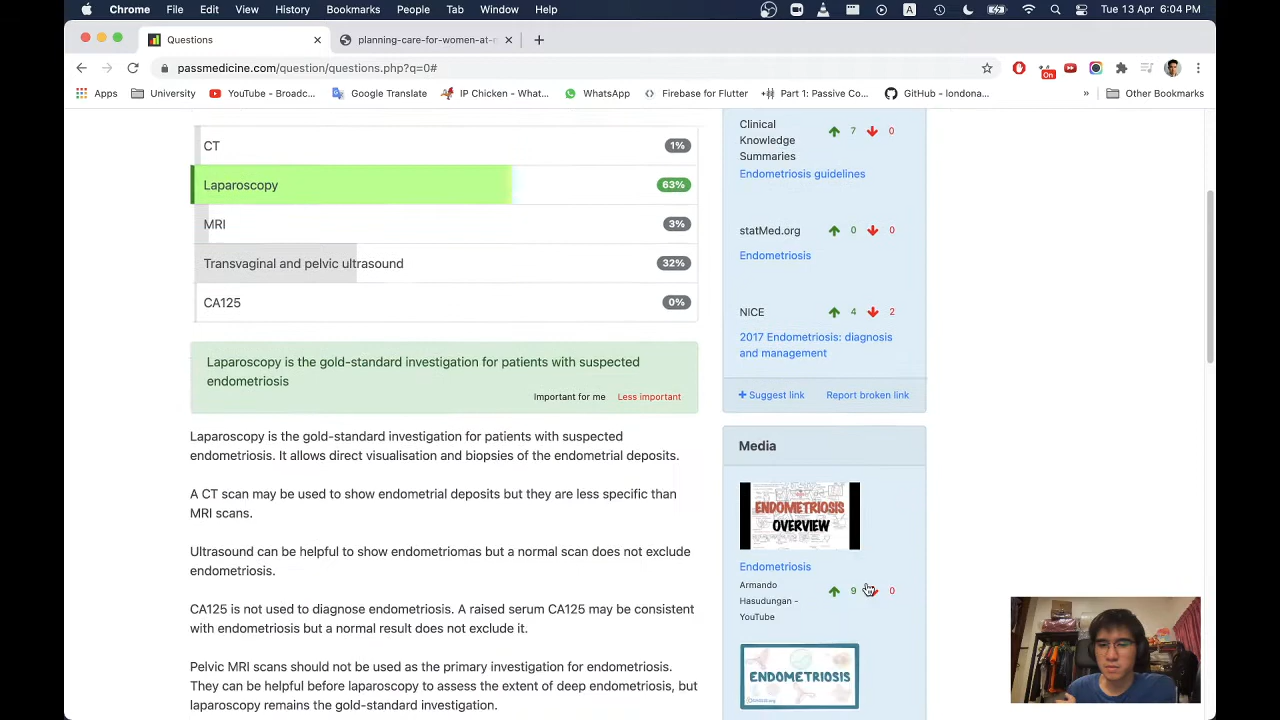 Chrome File Edit View History Bookmarks People Tab Window Help
A
Tue 13 Apr 6:04 PM
Questions
planning-care-for-women-at-r
passmedicine.com/question/questions.php?q=0#
On
Apps University YouTube - Broadc... Google Translate IP Chicken - What... WhatsApp Firebase for Flutter Part 1: Passive Co... GitHub - londona... » Other Bookmarks
CT 1%
Laparoscopy 63%
MRI 3%
Transvaginal and pelvic ultrasound 32%
CA125 0%
Laparoscopy is the gold-standard investigation for patients with suspected
endometriosis
Important for me Less important
Laparoscopy is the gold-standard investigation for patients with suspected
endometriosis. It allows direct visualisation and biopsies of the endometrial deposits.
A CT scan may be used to show endometrial deposits but they are less specific than
MRI scans.
Ultrasound can be helpful to show endometriomas but a normal scan does not exclude
endometriosis.
CA125 is not used to diagnose endometriosis. A raised serum CA125 may be consistent
with endometriosis but a normal result does not exclude it.
Pelvic MRI scans should not be used as the primary investigation for endometriosis.
They can be helpful before laparoscopy to assess the extent of deep endometriosis, but
laparoscopy remains the gold-standard investigation.
Clinical
Knowledge
Summaries
7 0
Endometriosis guidelines
statMed.org 0 0
Endometriosis
NICE 4 2
2017 Endometriosis: diagnosis
and management
Suggest link Report broken link
Media
ENDOMETRIOSIS
OVERVIEW
Endometriosis
Armando
Hasudungan -
YouTube
9 0
ENDOMETRIOSIS